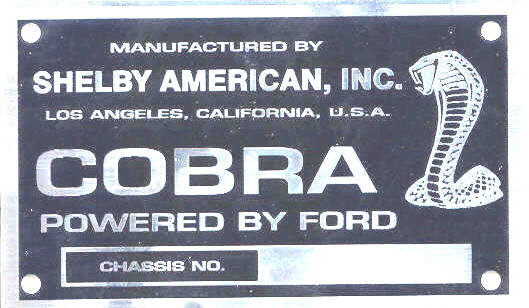 MANUFACTURED BY
SHELBY AMERICAN, INC.
LOS ANGELES, CALIFORNIA, U.S.A.
COBRA
POWERED BY FORD
CHASSIS NO.